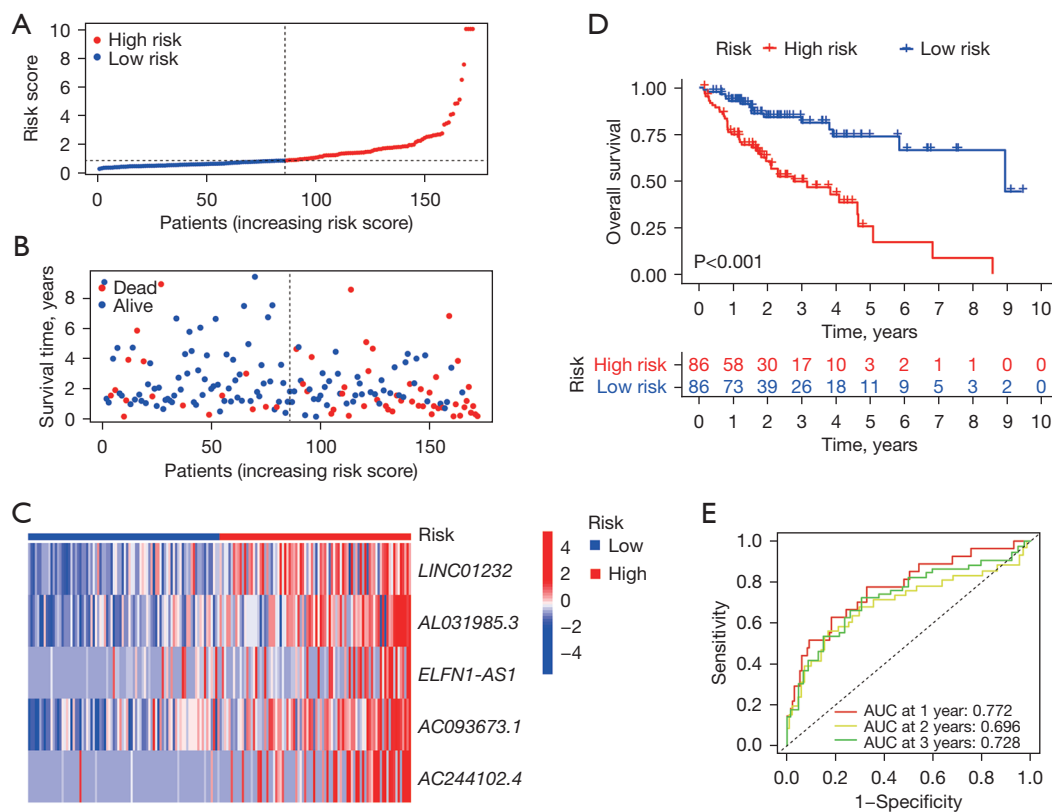 A
Risk score
10
8
6
4
2
0
High risk
Low risk
0 50 100 150
Patients (increasing risk score)
B
Survival time, years
8
6
4
2
0
Dead
Alive
0 50 100 150
Patients (increasing risk score)
C
Risk
LINC01232
AL031985.3
ELFN1-AS1
AC093673.1
AC244102.4
4
2
0
−2
−4
Risk
Low
High
D
Risk High risk Low risk
Overall survival
1.00
0.75
0.50
0.25
0.00
P<0.001
0 1 2 3 4 5 6 7 8 9 10
Time, years
Risk
High risk 86 58 30 17 10 3 2 1 1 0 0
Low risk 86 73 39 26 18 11 9 5 3 2 0
0 1 2 3 4 5 6 7 8 9 10
Time, years
E
Sensitivity
1.0
0.8
0.6
0.4
0.2
0.0
AUC at 1 year: 0.772
AUC at 2 years: 0.696
AUC at 3 years: 0.728
0.0 0.2 0.4 0.6 0.8 1.0
1−Specificity